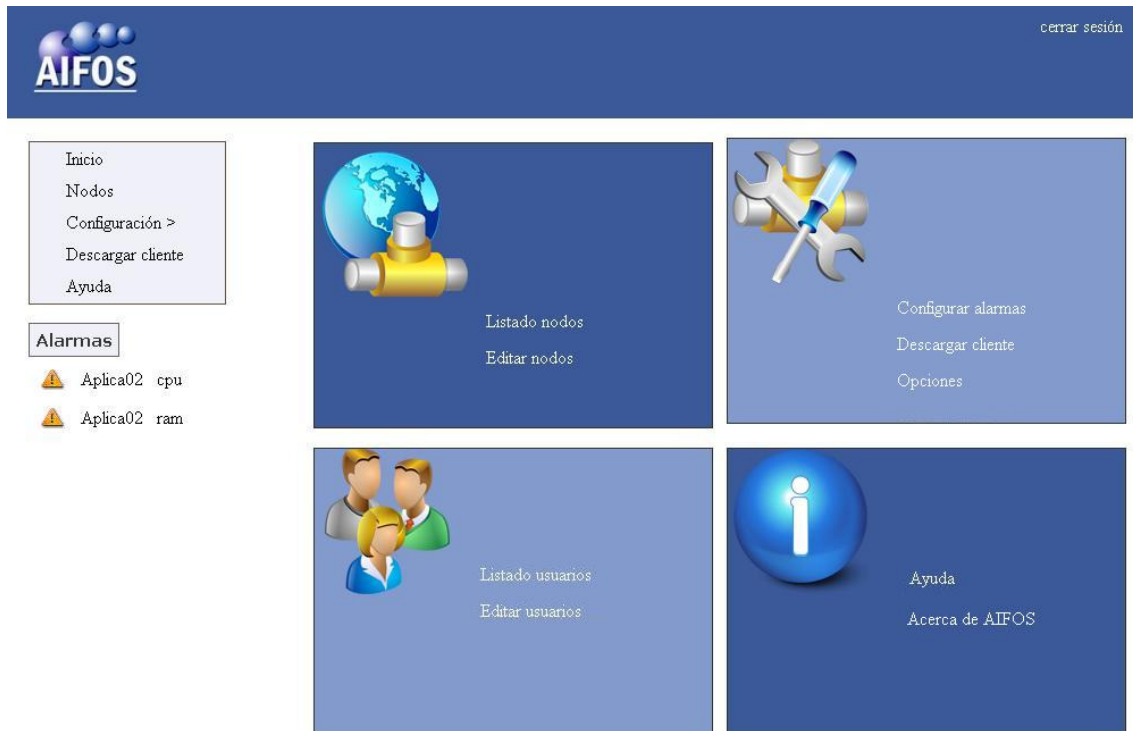 AIFOS
cerrar sesión
Inicio
Nodos
Configuración >
Descargar cliente
Ayuda
Alarmas
Aplica02 cpu
Aplica02 ram
Listado nodos
Editar nodos
Configurar alarmas
Descargar cliente
Opciones
Listado usuarios
Editar usuarios
Ayuda
Acerca de AIFOS